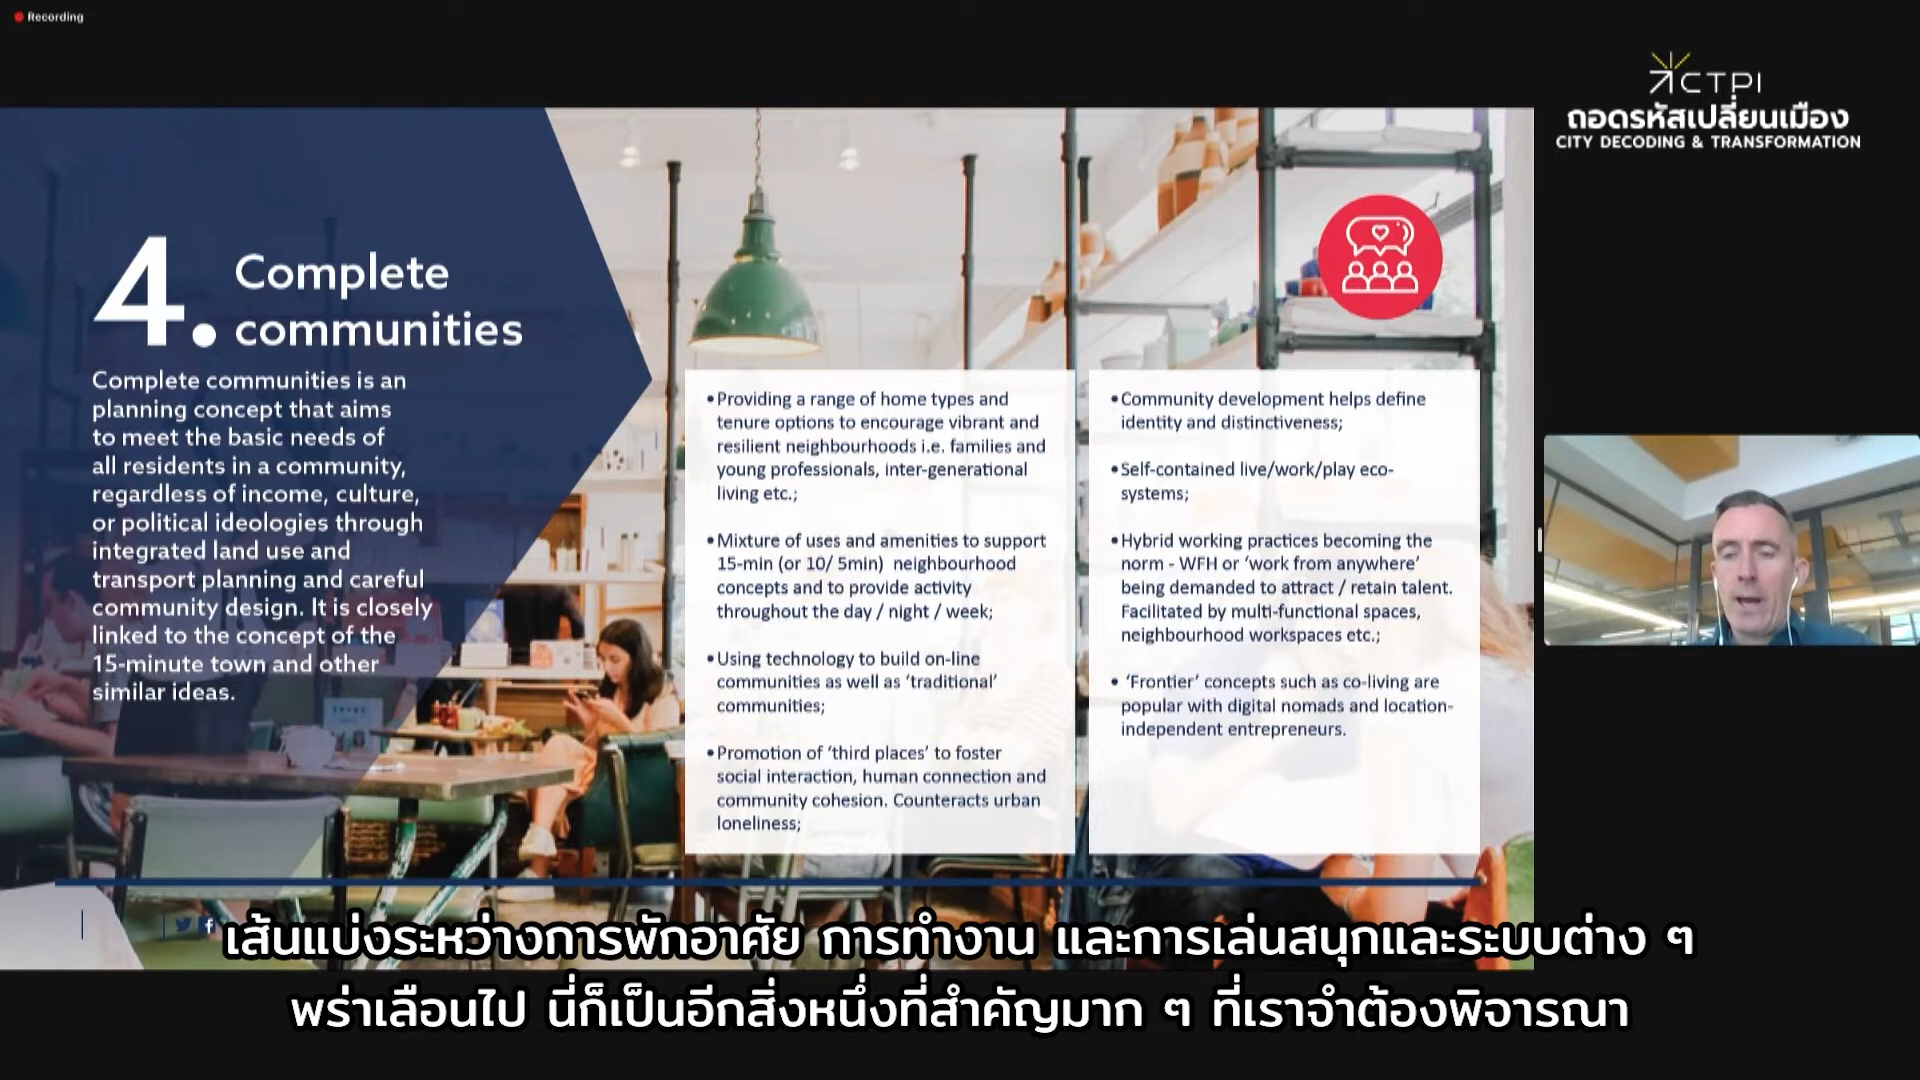 Recording
CTPI
ถอดรหัสเปลี่ยนเมือง
CITY DECODING & TRANSFORMATION
4. Complete
communities
Complete communities is an
planning concept that aims
to meet the basic needs of
all residents in a community,
regardless of income, culture,
or political ideologies through
integrated land use and
transport planning and careful
community design. It is closely
linked to the concept of the
15-minute town and other
similar ideas.
•Providing a range of home types and
tenure options to encourage vibrant and
resilient neighbourhoods i.e. families and
young professionals, inter-generational
living etc.;
•Mixture of uses and amenities to support
15-min (or 10/ 5min) neighbourhood
concepts and to provide activity
throughout the day / night / week;
•Using technology to build on-line
communities as well as ‘traditional’
communities;
•Promotion of ‘third places’ to foster
social interaction, human connection and
community cohesion. Counteracts urban
loneliness;
•Community development helps define
identity and distinctiveness;
•Self-contained live/work/play eco-
systems;
•Hybrid working practices becoming the
norm - WFH or ‘work from anywhere’
being demanded to attract / retain talent.
Facilitated by multi-functional spaces,
neighbourhood workspaces etc.;
• ‘Frontier’ concepts such as co-living are
popular with digital nomads and location-
independent entrepreneurs.
เส้นแบ่งระหว่างการพักอาศัย การทำงาน และการเล่นสนุกและระบบต่าง ๆ
พร่าเลือนไป นี่ก็เป็นอีกสิ่งหนึ่งที่สำคัญมาก ๆ ที่เราจำต้องพิจารณา